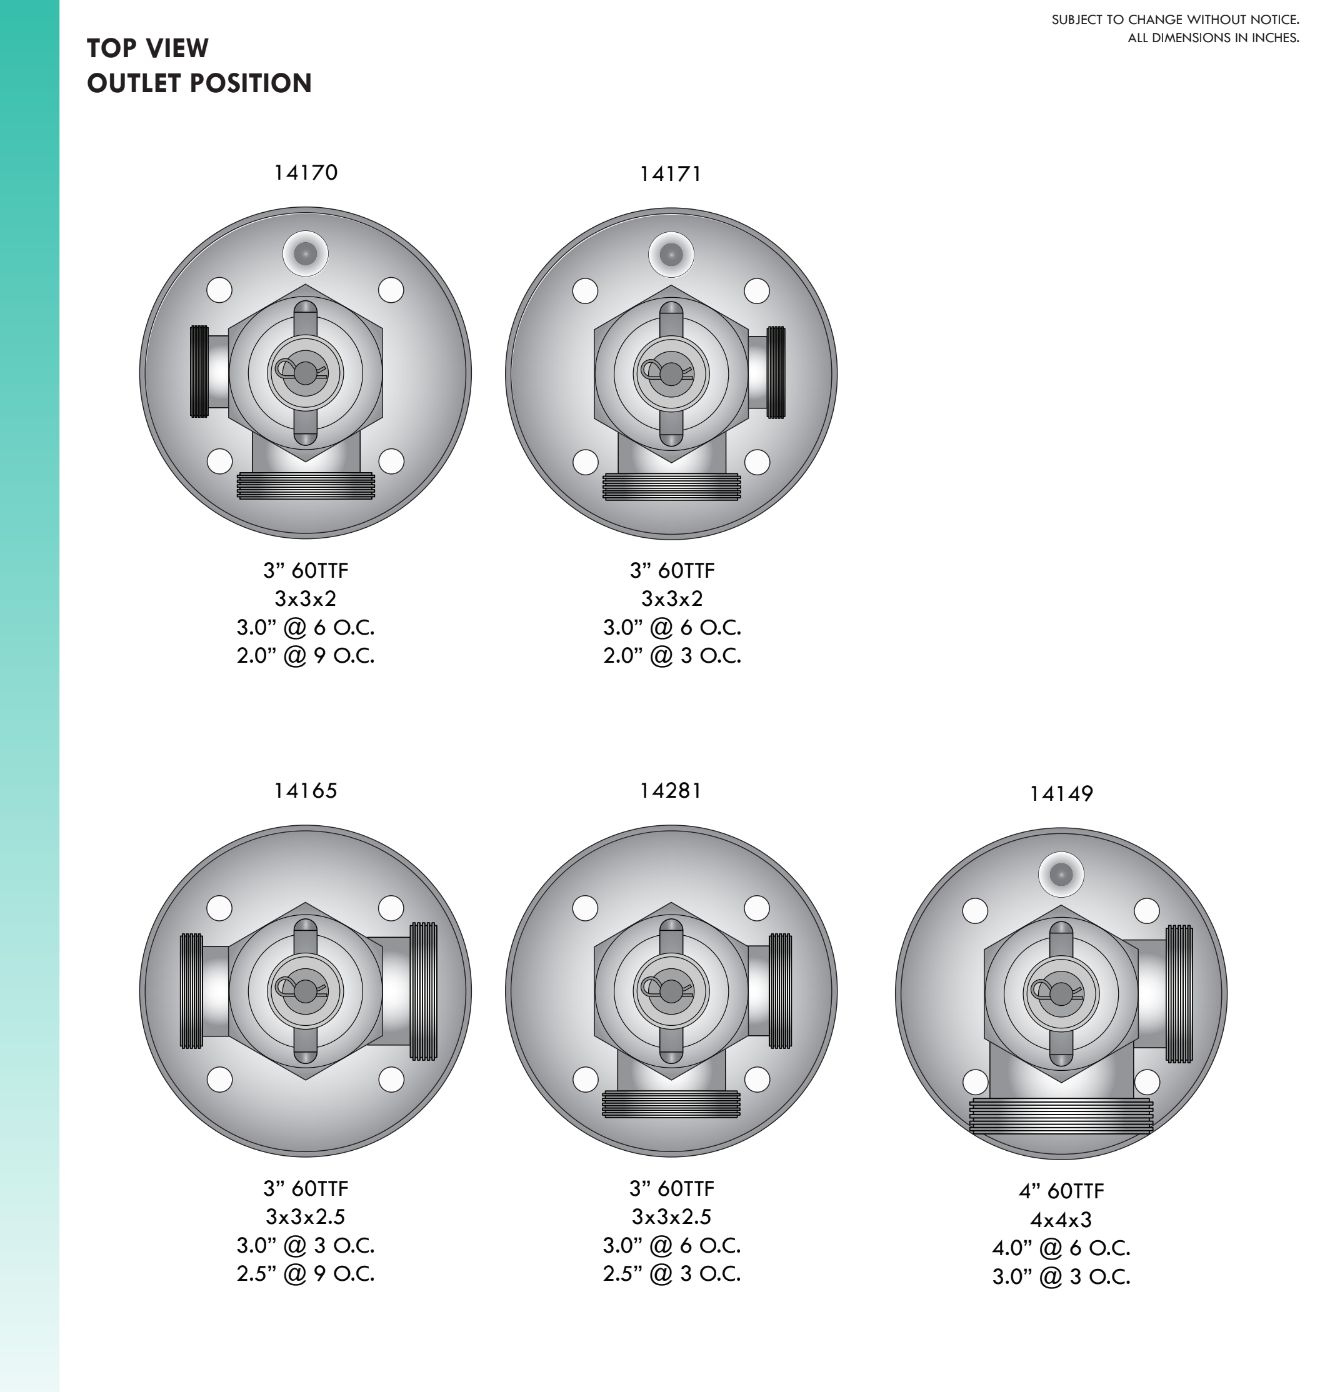 SUBJECT TO CHANGE WITHOUT NOTICE.
ALL DIMENSIONS IN INCHES.
TOP VIEW
OUTLET POSITION
14170
3” 60TTF
3x3x2
3.0” @ 6 O.C.
2.0” @ 9 O.C.
14171
3” 60TTF
3x3x2
3.0” @ 6 O.C.
2.0” @ 3 O.C.
14165
3” 60TTF
3x3x2.5
3.0” @ 3 O.C.
2.5” @ 9 O.C.
14281
3” 60TTF
3x3x2.5
3.0” @ 6 O.C.
2.5” @ 3 O.C.
14149
4” 60TTF
4x4x3
4.0” @ 6 O.C.
3.0” @ 3 O.C.